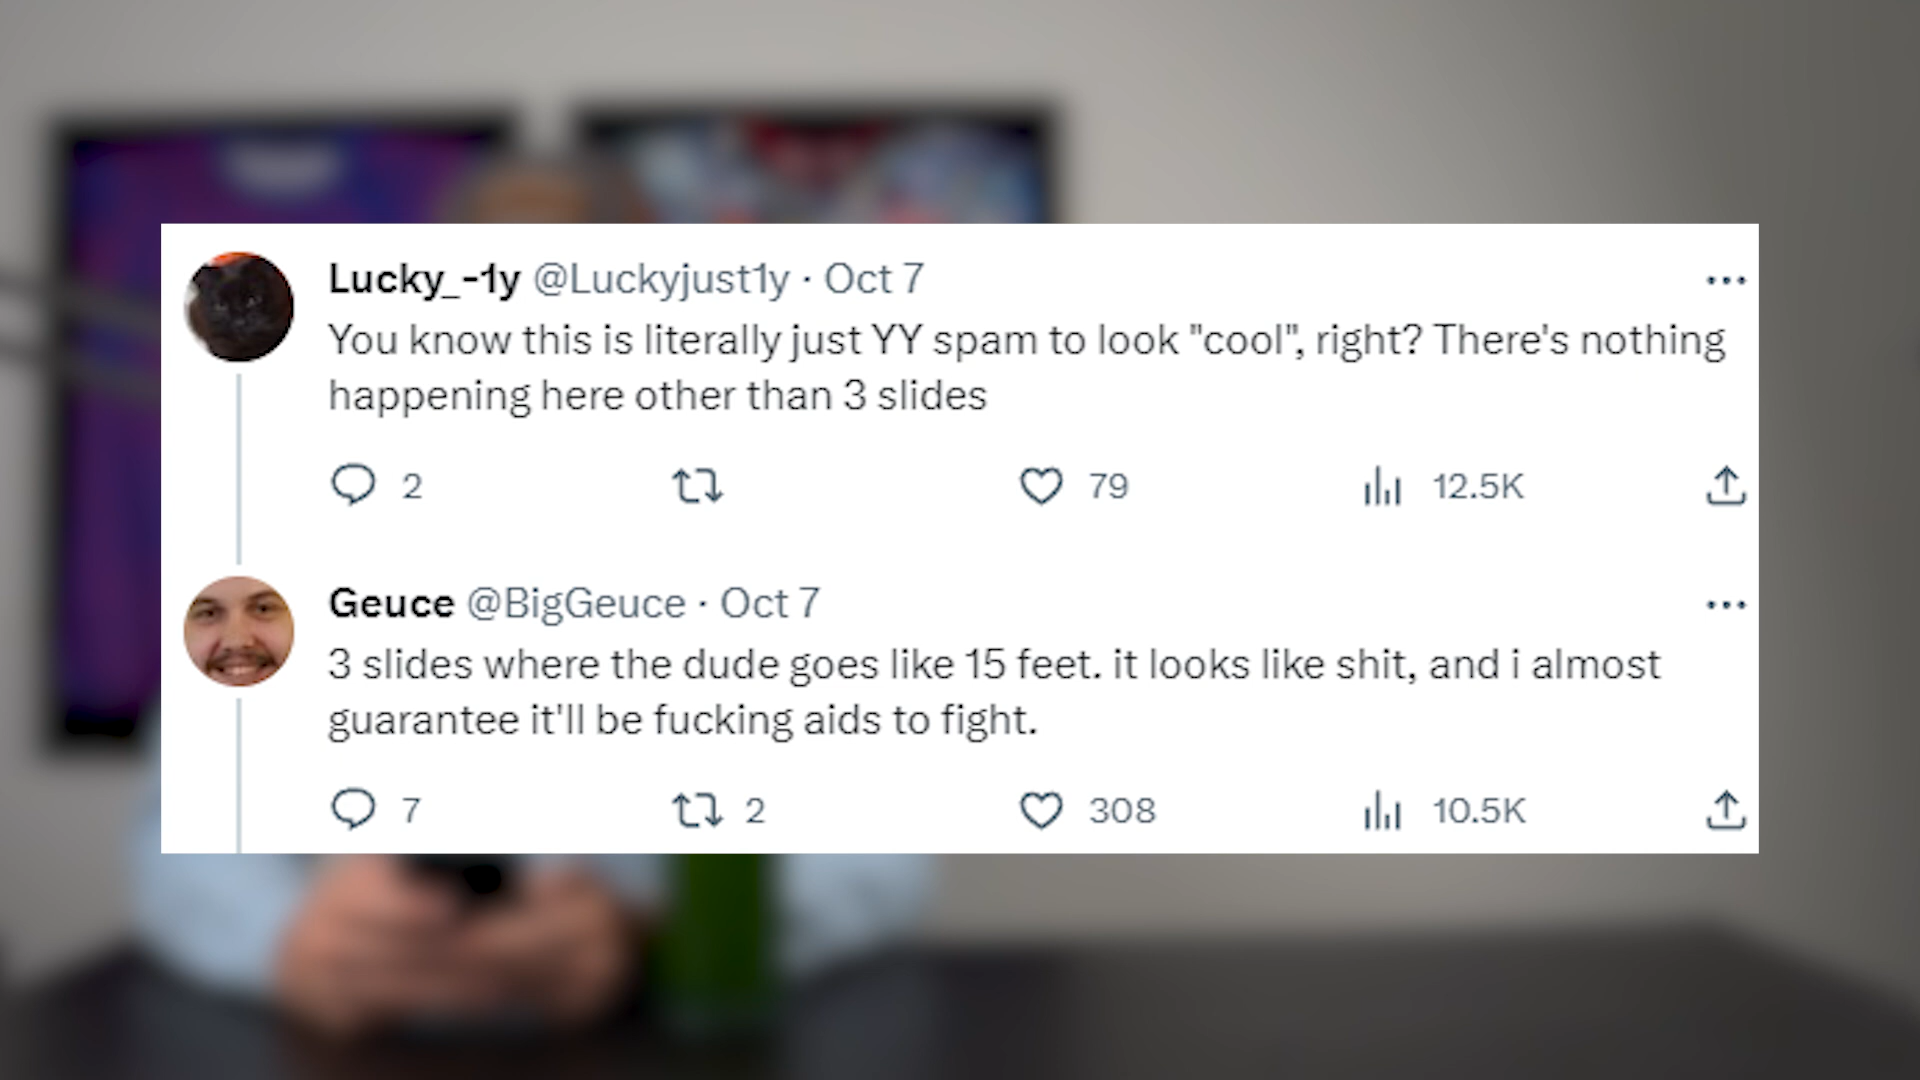 Lucky_-1y @Luckyjust1y · Oct 7
You know this is literally just YY spam to look "cool", right? There's nothing
happening here other than 3 slides
2 79 12.5K
Geuce @BigGeuce · Oct 7
3 slides where the dude goes like 15 feet. it looks like shit, and i almost
guarantee it'll be fucking aids to fight.
7 2 308 10.5K